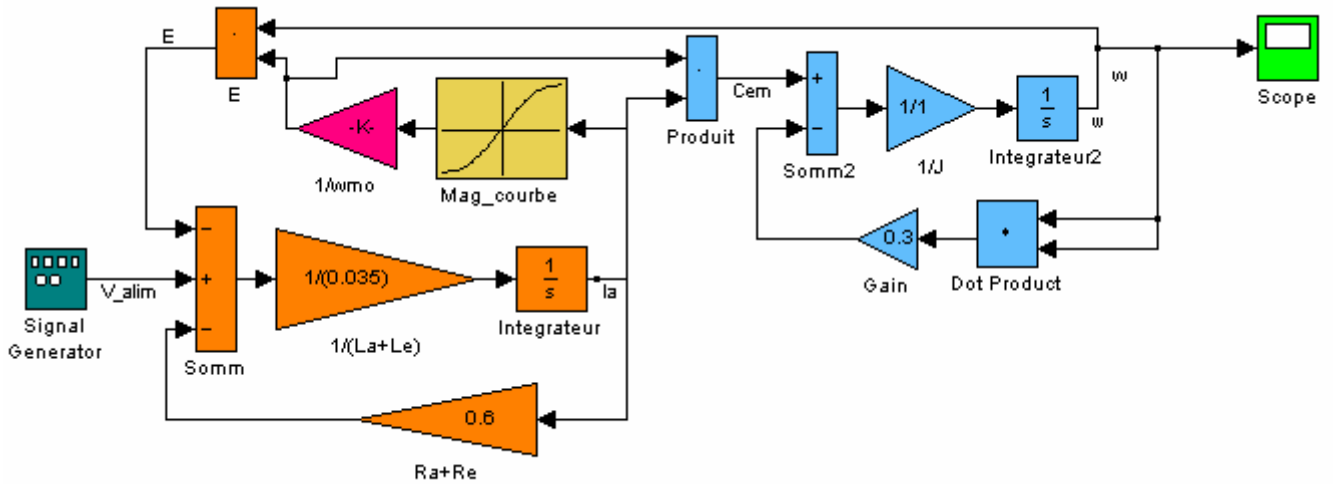 E
E
-K-
1/wmo
Mag_courbe
Produit
Cem
+
−
Somm2
1/1
1/J
1
s
Integrateur2
w
w
Scope
0.3
Gain
Dot Product
Signal
Generator
V_alim
−
+
−
Somm
1/(0.035)
1/(La+Le)
1
s
Integrateur
Ia
0.6
Ra+Re